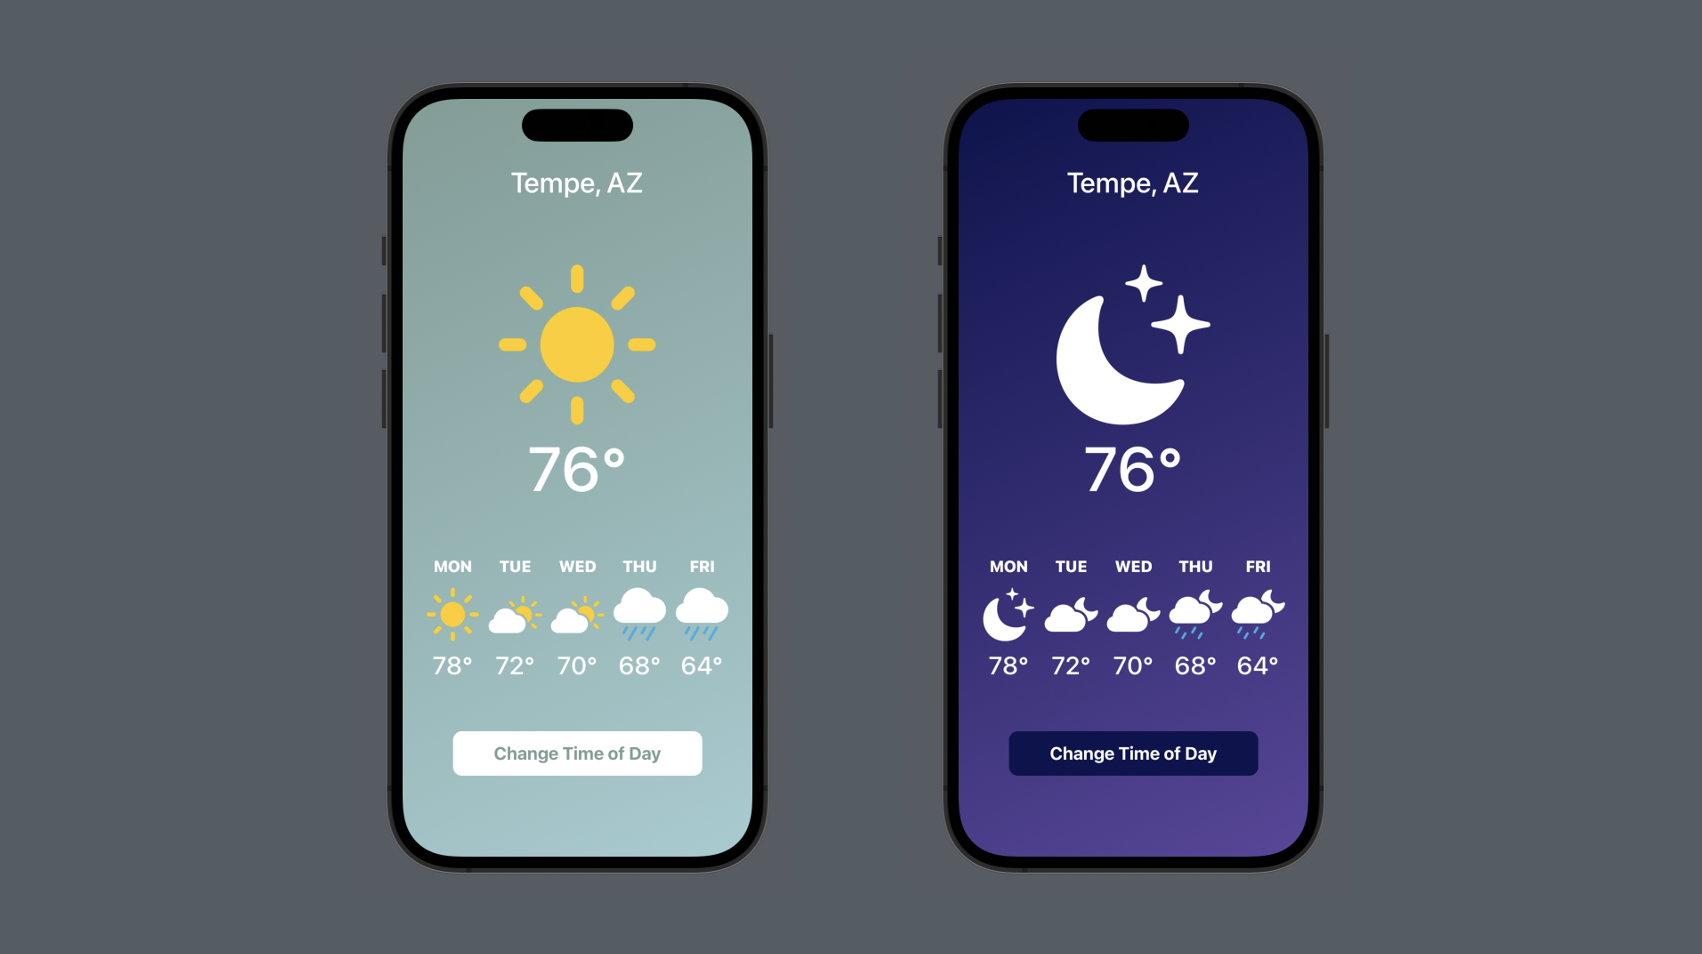 Tempe, AZ
76°
MON TUE WED THU FRI
78° 72° 70° 68° 64°
Change Time of Day
Tempe, AZ
76°
MON TUE WED THU FRI
78° 72° 70° 68° 64°
Change Time of Day